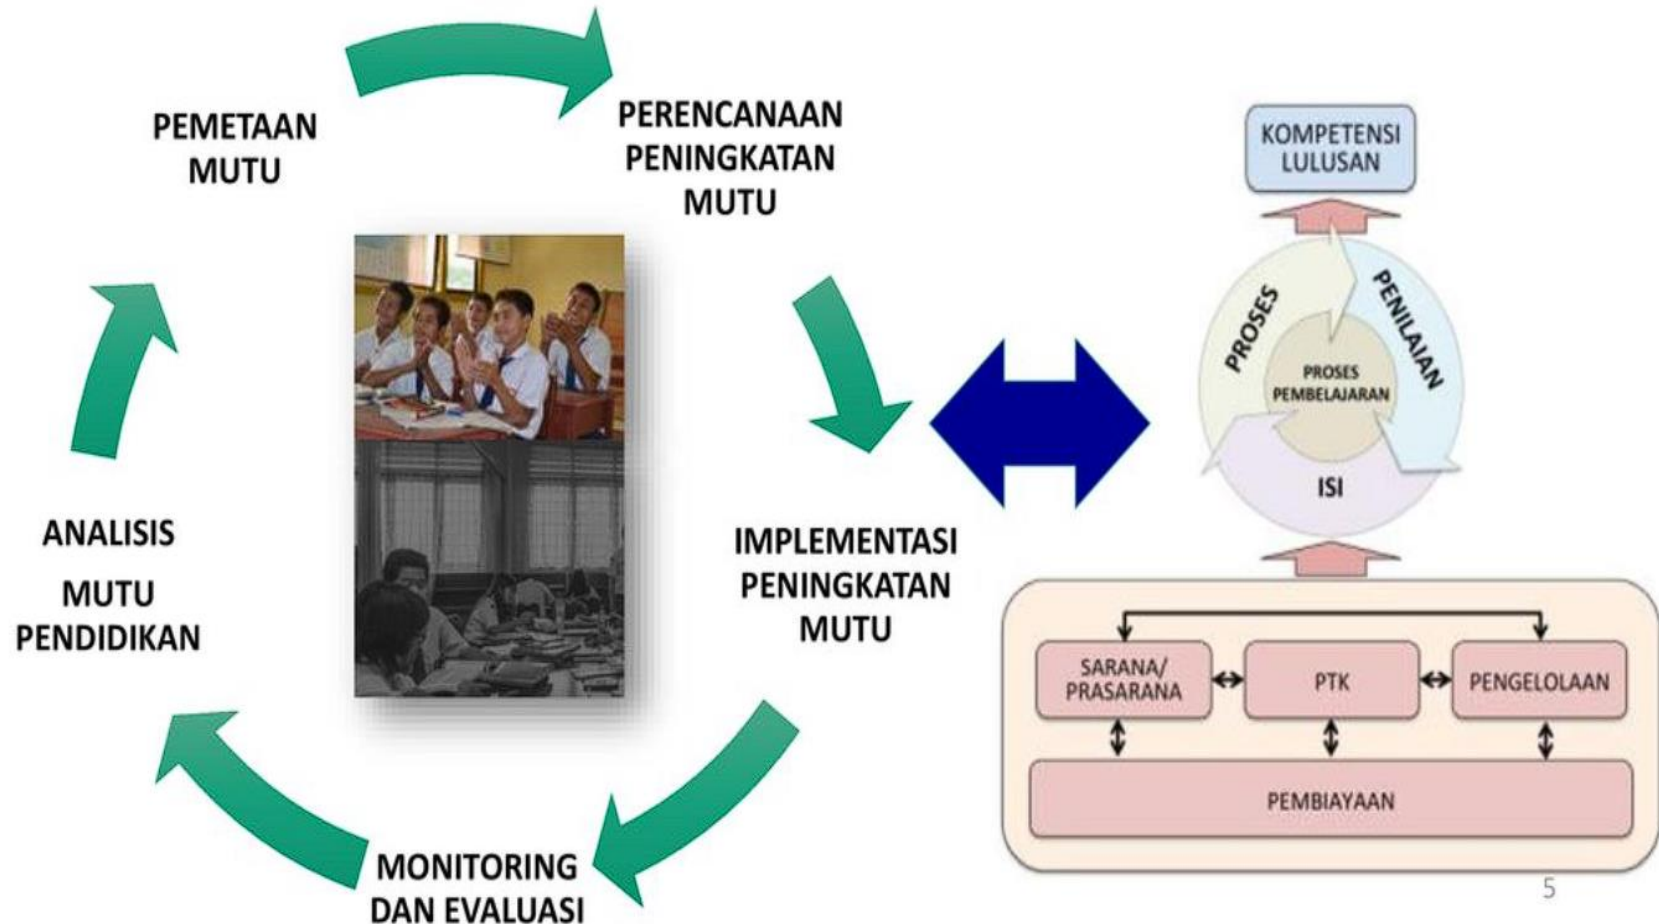 PEMETAAN
MUTU
PERENCANAAN
PENINGKATAN
MUTU
IMPLEMENTASI
PENINGKATAN
MUTU
MONITORING
DAN EVALUASI
ANALISIS
MUTU
PENDIDIKAN
KOMPETENSI
LULUSAN
PROSES
PENILAIAN
PROSES
PEMBELAJARAN
ISI
SARANA/
PRASARANA
PTK
PENGELOLAAN
PEMBIAYAAN
5